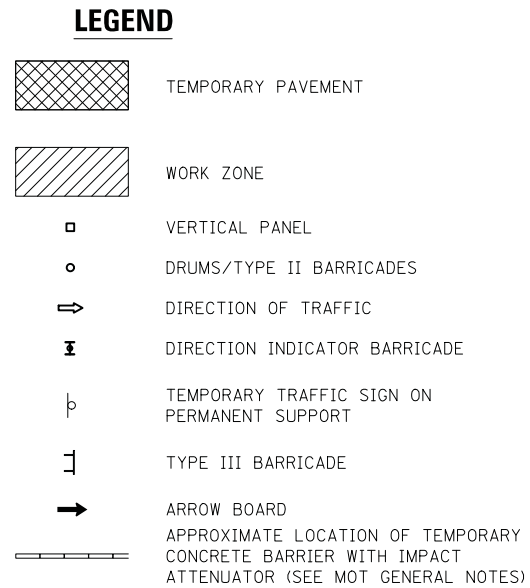 LEGEND
TEMPORARY PAVEMENT
WORK ZONE
VERTICAL PANEL
DRUMS/TYPE II BARRICADES
DIRECTION OF TRAFFIC
DIRECTION INDICATOR BARRICADE
TEMPORARY TRAFFIC SIGN ON
PERMANENT SUPPORT
TYPE III BARRICADE
ARROW BOARD
APPROXIMATE LOCATION OF TEMPORARY
CONCRETE BARRIER WITH IMPACT
ATTENUATOR (SEE MOT GENERAL NOTES)